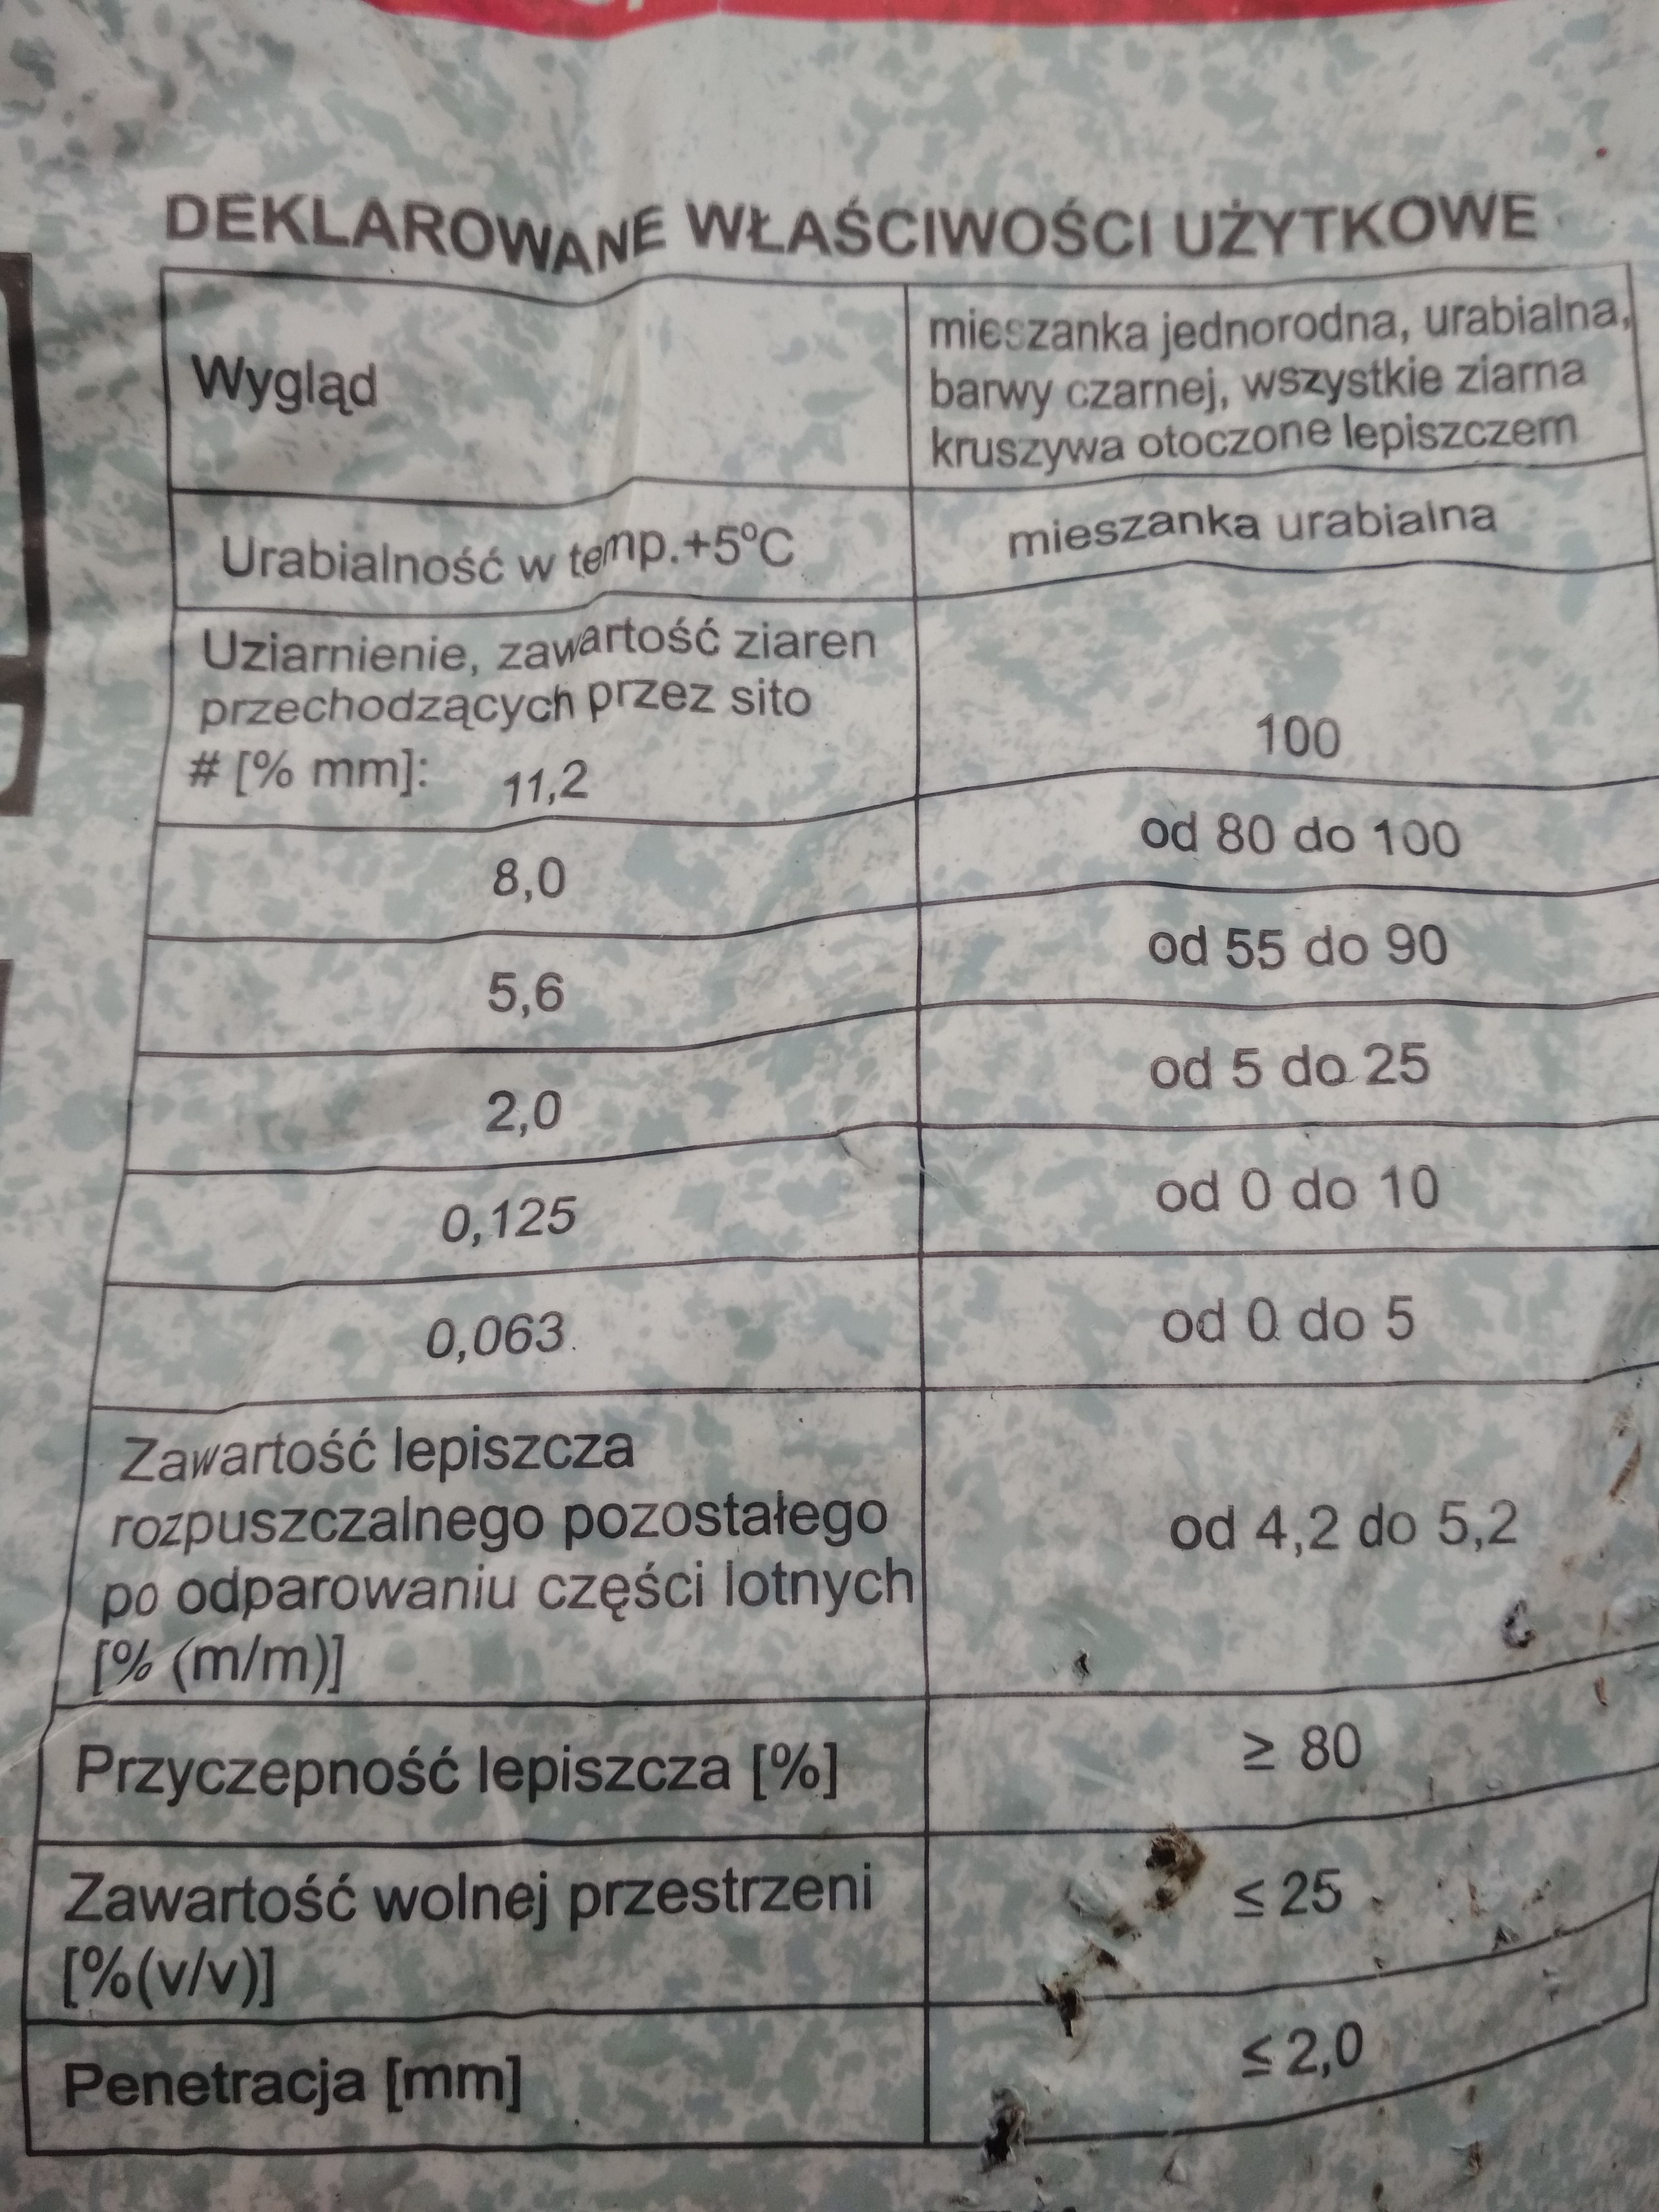 DEKLAROWANE WŁAŚCIWOŚCI UŻYTKOWE
Wygląd
mieszanka jednorodna, urabialna,
barwy czarnej, wszystkie ziarna
kruszywa otoczone lepiszczem
Urabialność w temp.+5°C
mieszanka urabialna
Uziarnienie, zawartość ziaren
przechodzących przez sito
# [% mm]: 11,2
100
8,0
od 80 do 100
5,6
od 55 do 90
2,0
od 5 do 25
0,125
od 0 do 10
0,063
od 0 do 5
Zawartość lepiszcza
rozpuszczalnego pozostałego
po odparowaniu części lotnych
[% (m/m)]
od 4,2 do 5,2
Przyczepność lepiszcza [%]
≥ 80
Zawartość wolnej przestrzeni
[%(v/v)]
≤ 25
Penetracja [mm]
≤ 2,0